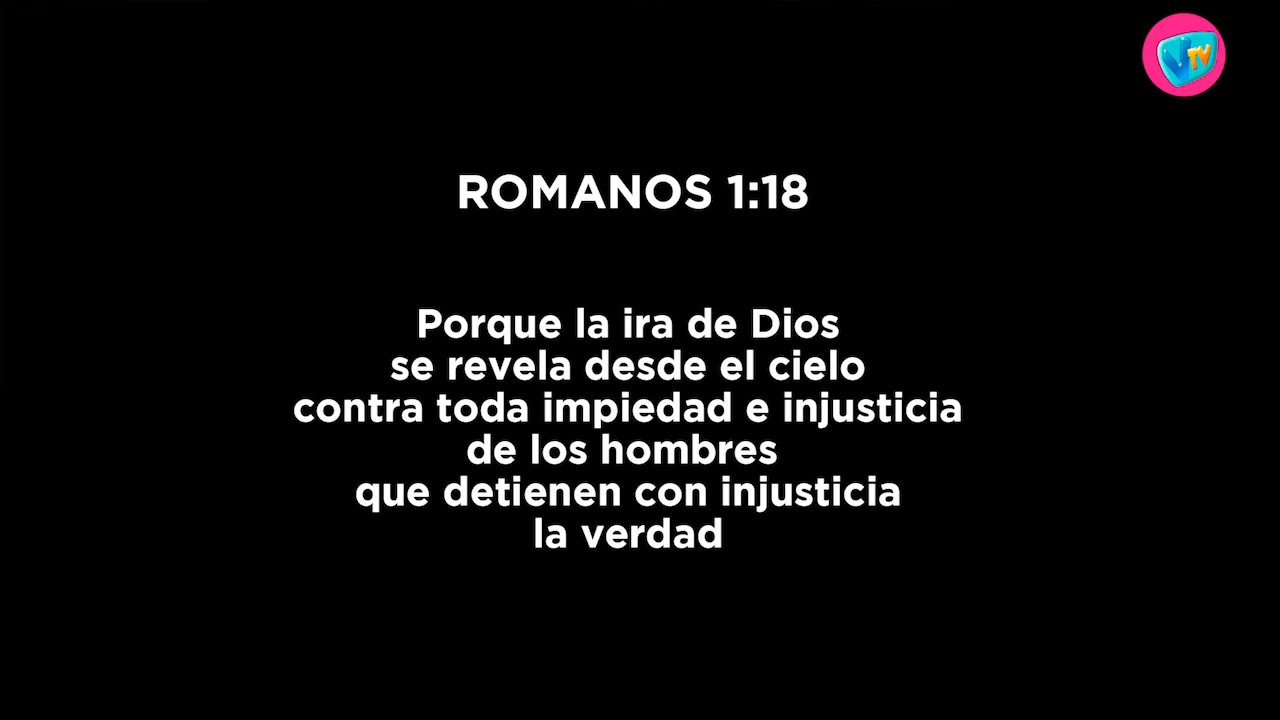 VTV
ROMANOS 1:18
Porque la ira de Dios
se revela desde el cielo
contra toda impiedad e injusticia
de los hombres
que detienen con injusticia
la verdad